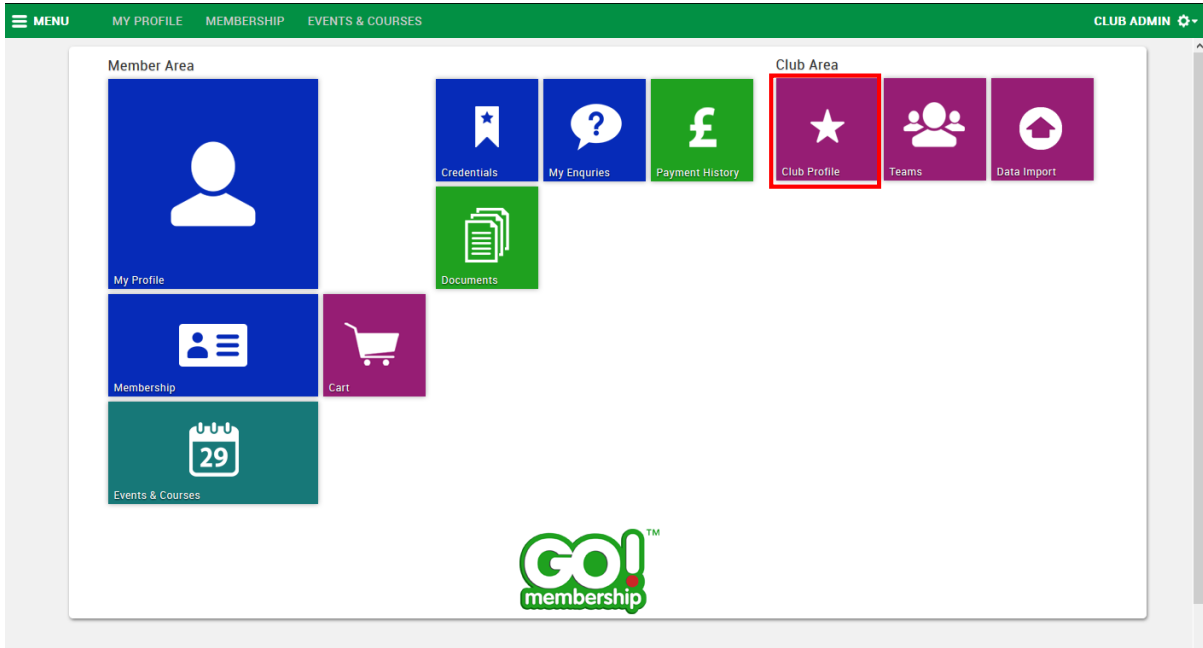 MENU MY PROFILE MEMBERSHIP EVENTS & COURSES CLUB ADMIN
Member Area
Club Area
My Profile
Credentials
My Enquries
£
Payment History
Club Profile
Teams
Data Import
?
Documents
Membership
Cart
29
Events & Courses
GO! TM
membership